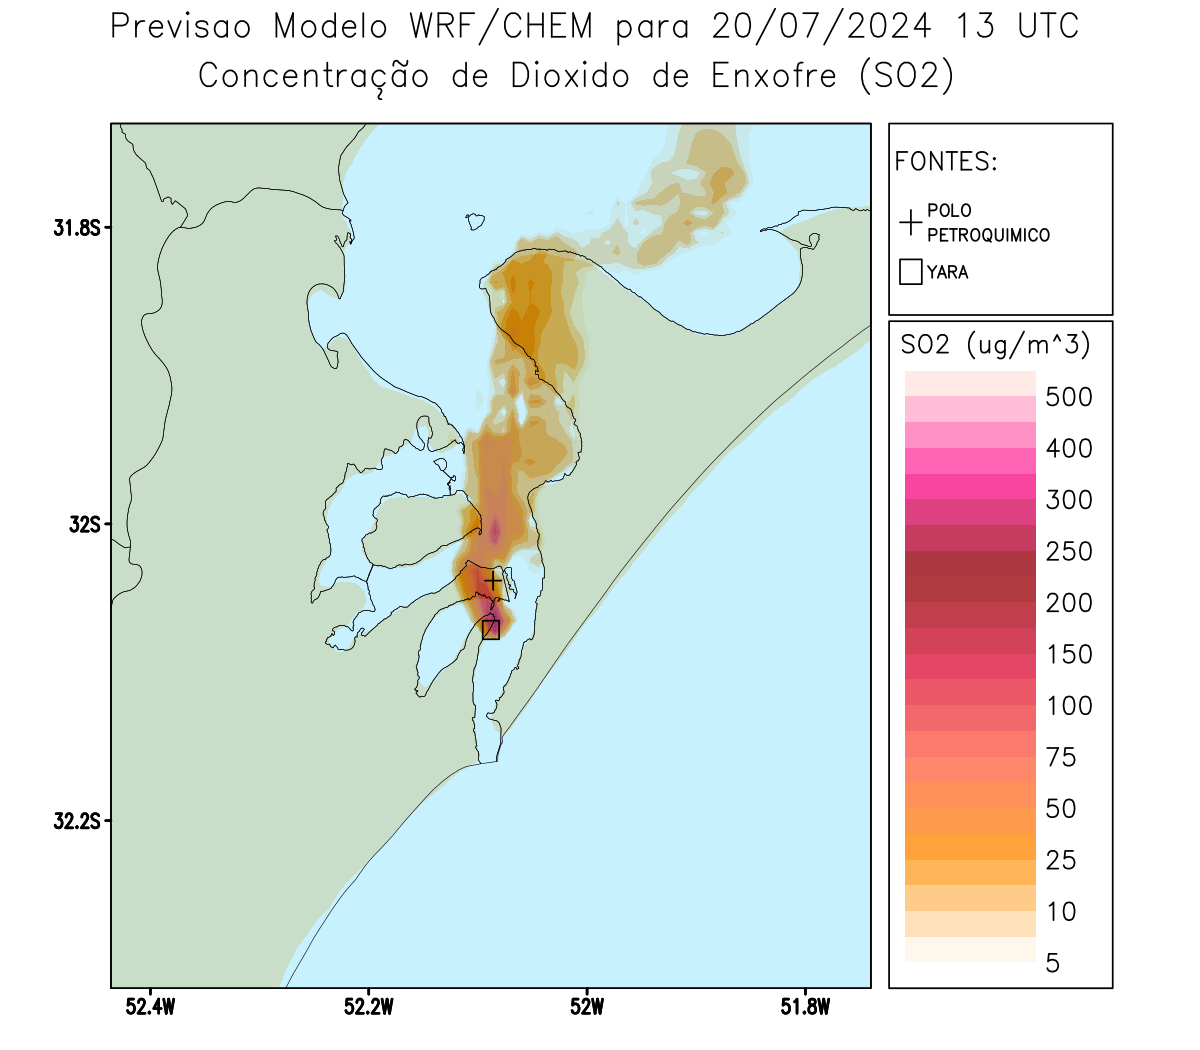 Previsao Modelo WRF/CHEM para 20/07/2024 13 UTC
Concentração de Dioxido de Enxofre (SO2)
FONTES:
POLO
PETROQUIMICO
YARA
SO2 (ug/m^3)
500
400
300
250
200
150
100
75
50
25
10
5
31.8S
32S
32.2S
52.4W
52.2W
52W
51.8W